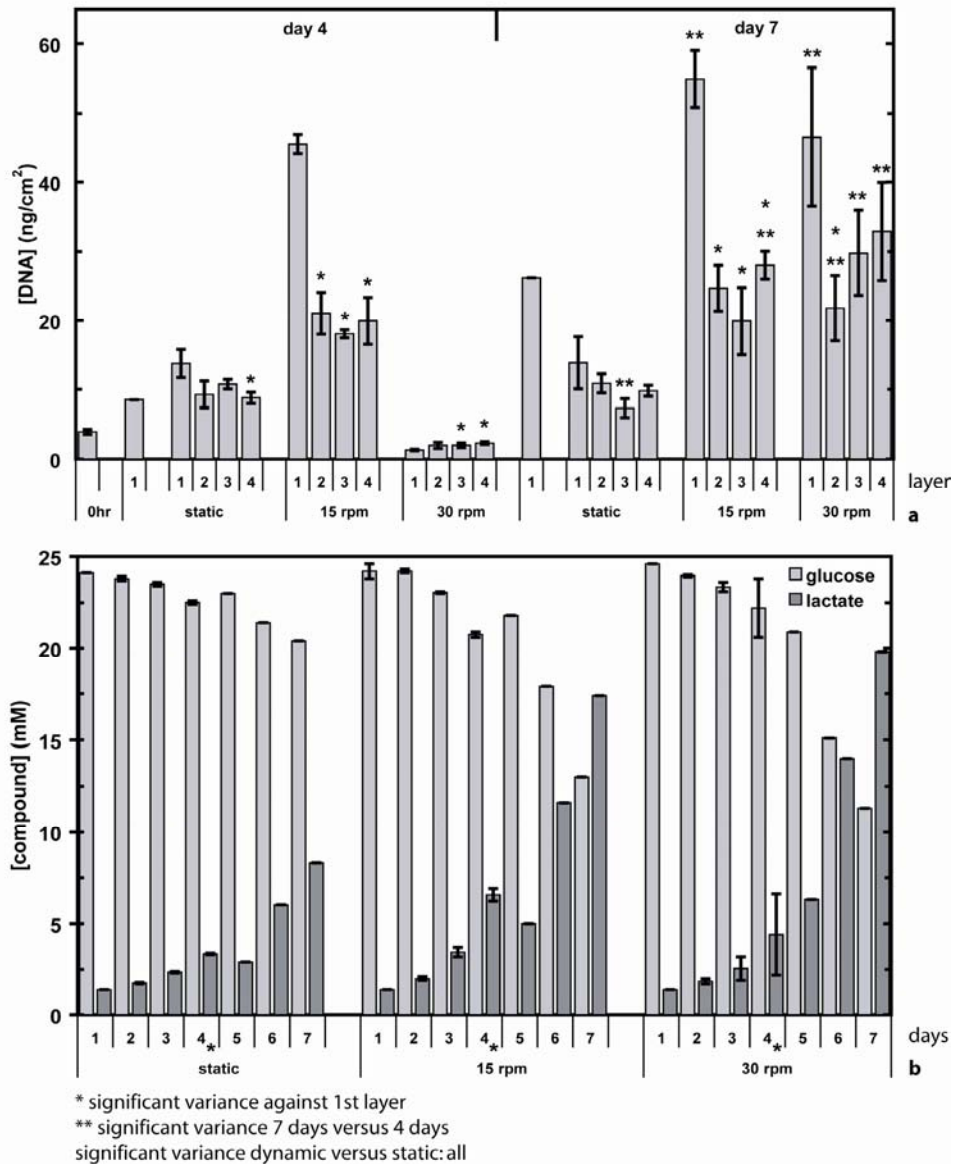 day 4 day 7
60
40
20
0
[DNA] (ng/cm²)
** ** * ** * * ** * ** ** ** * * * * * * * **
1 1 2 3 4 1 2 3 4 1 2 3 4 1 1 2 3 4 1 2 3 4 1 2 3 4 layer
0hr static 15 rpm 30 rpm static 15 rpm 30 rpm a
25
20
15
10
5
0
[compound] (mM)
glucose
lactate
1 2 3 4 5 6 7 1 2 3 4 5 6 7 1 2 3 4 5 6 7 days
* * *
static 15 rpm 30 rpm b
* significant variance against 1st layer
** significant variance 7 days versus 4 days
significant variance dynamic versus static: all